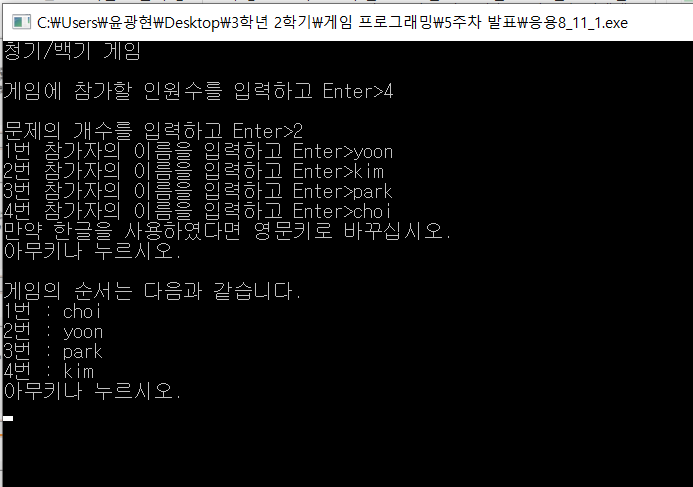 C:\Users\윤광현\Desktop\3학년 2학기\게임 프로그래밍\5주차 발표\응용8_11_1.exe
청기/백기 게임
게임에 참가할 인원수를 입력하고 Enter>4
문제의 개수를 입력하고 Enter>2
1번 참가자의 이름을 입력하고 Enter>yoon
2번 참가자의 이름을 입력하고 Enter>kim
3번 참가자의 이름을 입력하고 Enter>park
4번 참가자의 이름을 입력하고 Enter>choi
만약 한글을 사용하였다면 영문키로 바꾸십시오.
아무키나 누르시오.
게임의 순서는 다음과 같습니다.
1번 : choi
2번 : yoon
3번 : park
4번 : kim
아무키나 누르시오.